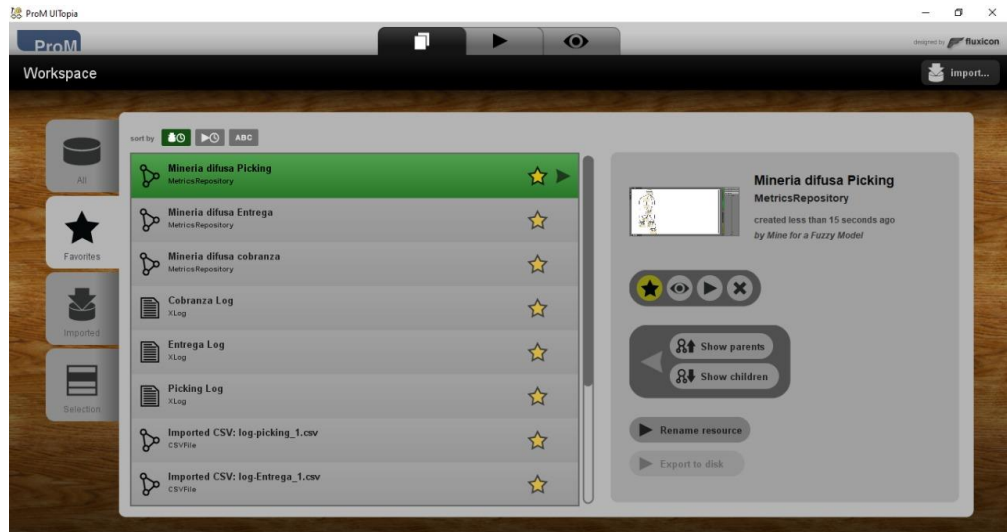 ProM UITopia
ProM
designed by fluxicon
Workspace
import...
sort by
ABC
All
Favorites
Imported
Selection
Mineria difusa Picking
MetricsRepository
Mineria difusa Entrega
MetricsRepository
Mineria difusa cobranza
MetricsRepository
Cobranza Log
XLog
Entrega Log
XLog
Picking Log
XLog
Imported CSV: log-picking_1.csv
CSVFile
Imported CSV: log-Entrega_1.csv
CSVFile
Mineria difusa Picking
MetricsRepository
created less than 15 seconds ago
by Mine for a Fuzzy Model
Show parents
Show children
Rename resource
Export to disk